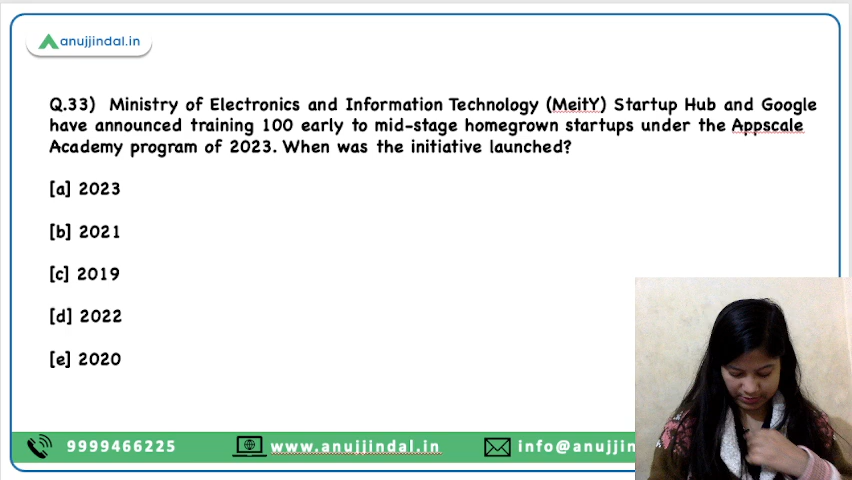 anujjindal.in
Q.33) Ministry of Electronics and Information Technology (MeitY) Startup Hub and Google
have announced training 100 early to mid-stage homegrown startups under the Appscale
Academy program of 2023. When was the initiative launched?
[a] 2023
[b] 2021
[c] 2019
[d] 2022
[e] 2020
9999466225 www.anujjindal.in info@anujjin